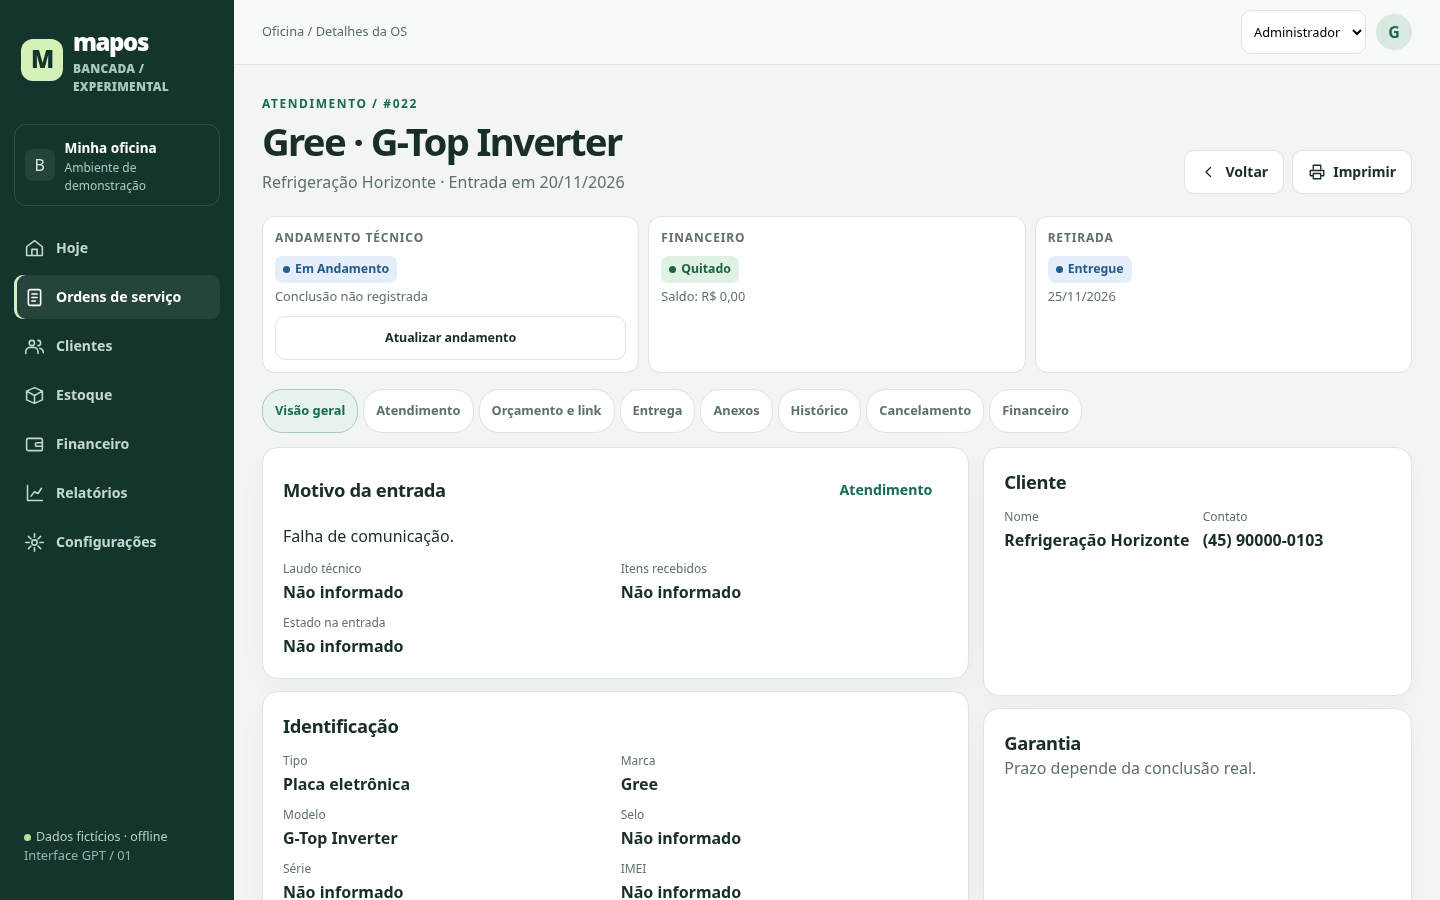 M
mapos
BANCADA /
EXPERIMENTAL
B
Minha oficina
Ambiente de
demonstração
Hoje
Ordens de serviço
Clientes
Estoque
Financeiro
Relatórios
Configurações
Dados fictícios · offline
Interface GPT / 01
Oficina / Detalhes da OS
Administrador
G
ATENDIMENTO / #022
Gree · G-Top Inverter
Refrigeração Horizonte · Entrada em 20/11/2026
Voltar
Imprimir
ANDAMENTO TÉCNICO
Em Andamento
Conclusão não registrada
Atualizar andamento
FINANCEIRO
Quitado
Saldo: R$ 0,00
RETIRADA
Entregue
25/11/2026
Visão geral
Atendimento
Orçamento e link
Entrega
Anexos
Histórico
Cancelamento
Financeiro
Motivo da entrada
Atendimento
Falha de comunicação.
Laudo técnico
Não informado
Itens recebidos
Não informado
Estado na entrada
Não informado
Cliente
Nome
Refrigeração Horizonte
Contato
(45) 90000-0103
Identificação
Tipo
Placa eletrônica
Marca
Gree
Modelo
G-Top Inverter
Selo
Não informado
Série
Não informado
IMEI
Não informado
Garantia
Prazo depende da conclusão real.